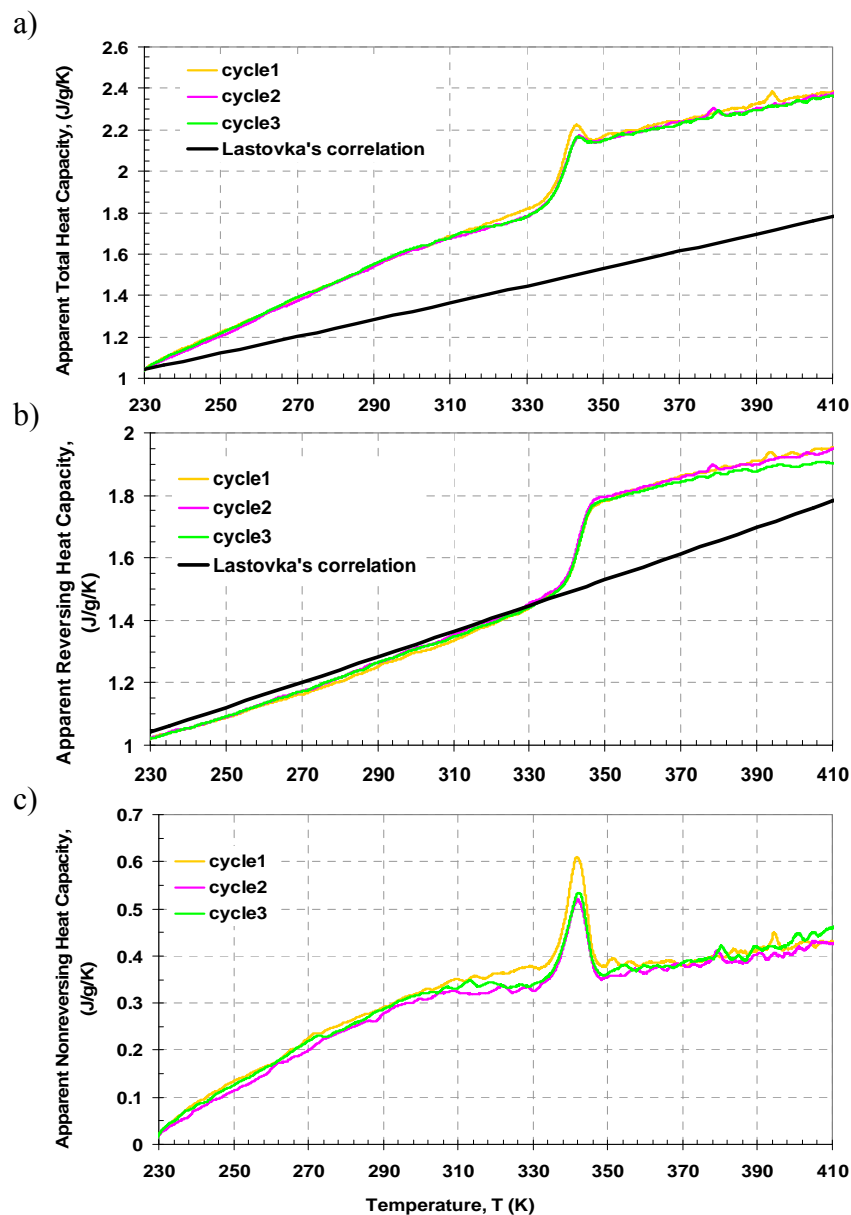 a)
Apparent Total Heat Capacity, (J/g/K)
2.6
2.4
2.2
2
1.8
1.6
1.4
1.2
1
cycle1
cycle2
cycle3
Lastovka's correlation
230 250 270 290 310 330 350 370 390 410
b)
Apparent Reversing Heat Capacity,
(J/g/K)
2
1.8
1.6
1.4
1.2
1
cycle1
cycle2
cycle3
Lastovka's correlation
230 250 270 290 310 330 350 370 390 410
c)
Apparent Nonreversing Heat Capacity,
(J/g/K)
0.7
0.6
0.5
0.4
0.3
0.2
0.1
0
cycle1
cycle2
cycle3
230 250 270 290 310 330 350 370 390 410
Temperature, T (K)